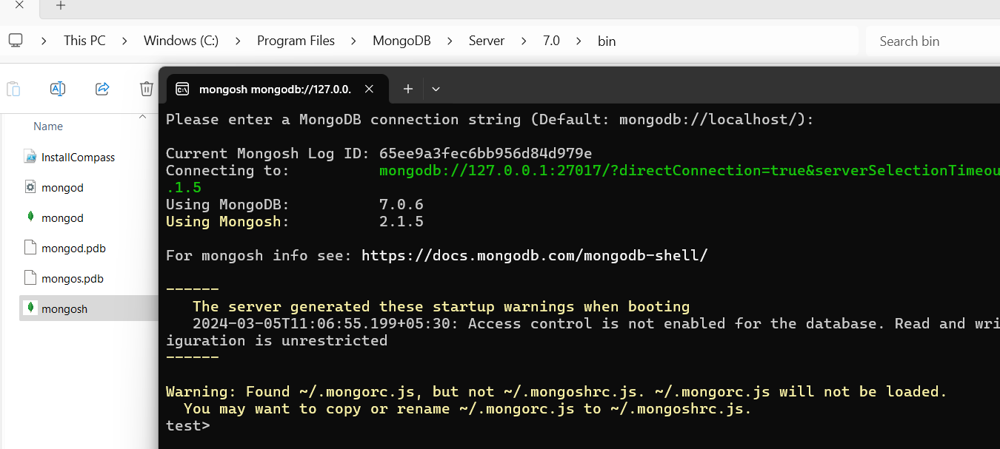 This PC > Windows (C:) > Program Files > MongoDB > Server > 7.0 > bin
Search bin
Name
InstallCompass
mongod
mongod
mongod.pdb
mongos.pdb
mongosh
mongosh mongodb://127.0.0.
Please enter a MongoDB connection string (Default: mongodb://localhost/):
Current Mongosh Log ID: 65ee9a3fec6bb956d84d979e
Connecting to: mongodb://127.0.0.1:27017/?directConnection=true&serverSelectionTimeou
.1.5
Using MongoDB: 7.0.6
Using Mongosh: 2.1.5
For mongosh info see: https://docs.mongodb.com/mongodb-shell/
------
The server generated these startup warnings when booting
2024-03-05T11:06:55.199+05:30: Access control is not enabled for the database. Read and wri
iguration is unrestricted
------
Warning: Found ~/.mongorc.js, but not ~/.mongoshrc.js. ~/.mongorc.js will not be loaded.
You may want to copy or rename ~/.mongorc.js to ~/.mongoshrc.js.
test>